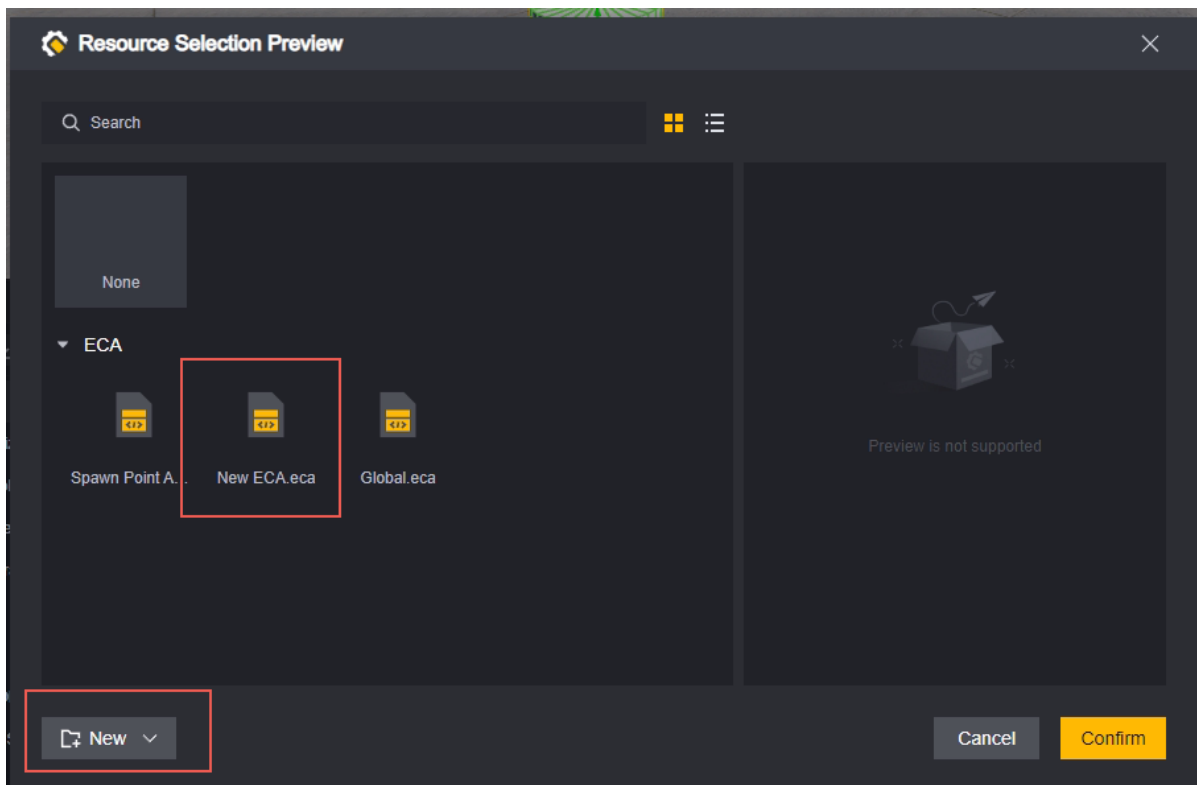 Resource Selection Preview
Search
None
ECA
Spawn Point A...
New ECA.eca
Global.eca
Preview is not supported
New
Cancel
Confirm